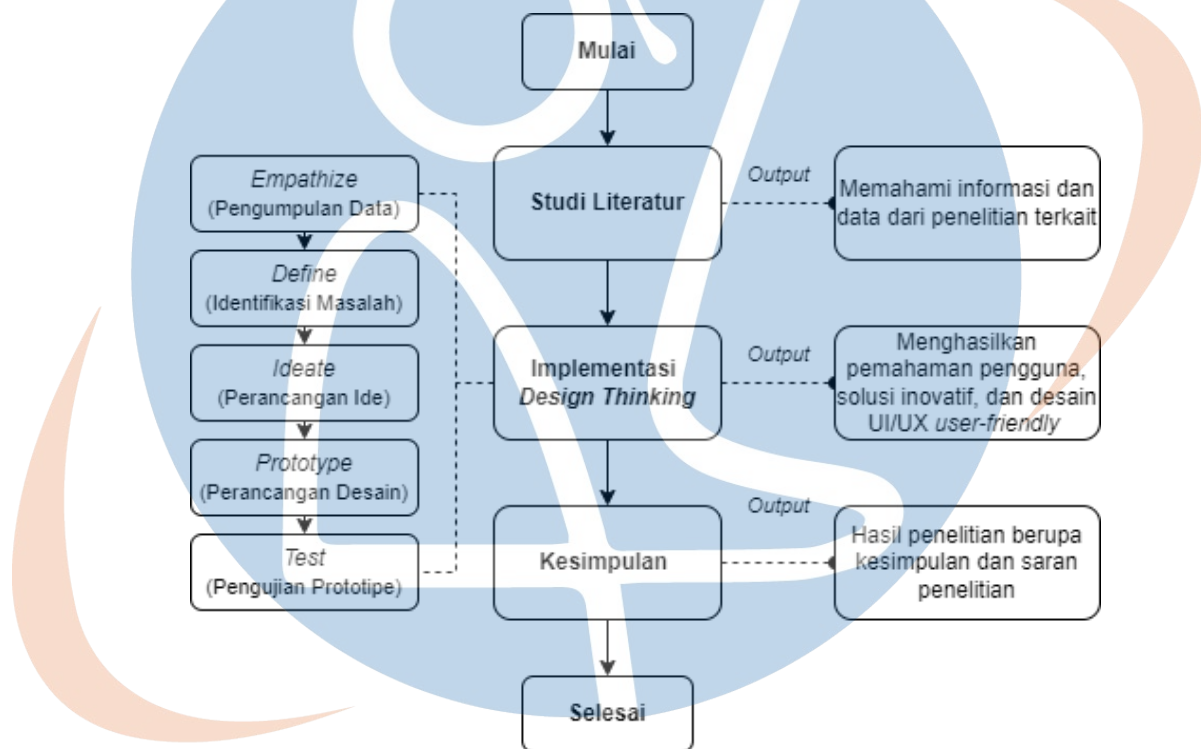 Mulai
Empathize
(Pengumpulan Data)
Define
(Identifikasi Masalah)
Ideate
(Perancangan Ide)
Prototype
(Perancangan Desain)
Test
(Pengujian Prototipe)
Studi Literatur
Output
Memahami informasi dan
data dari penelitian terkait
Implementasi
Design Thinking
Output
Menghasilkan
pemahaman pengguna,
solusi inovatif, dan desain
UI/UX user-friendly
Kesimpulan
Output
Hasil penelitian berupa
kesimpulan dan saran
penelitian
Selesai